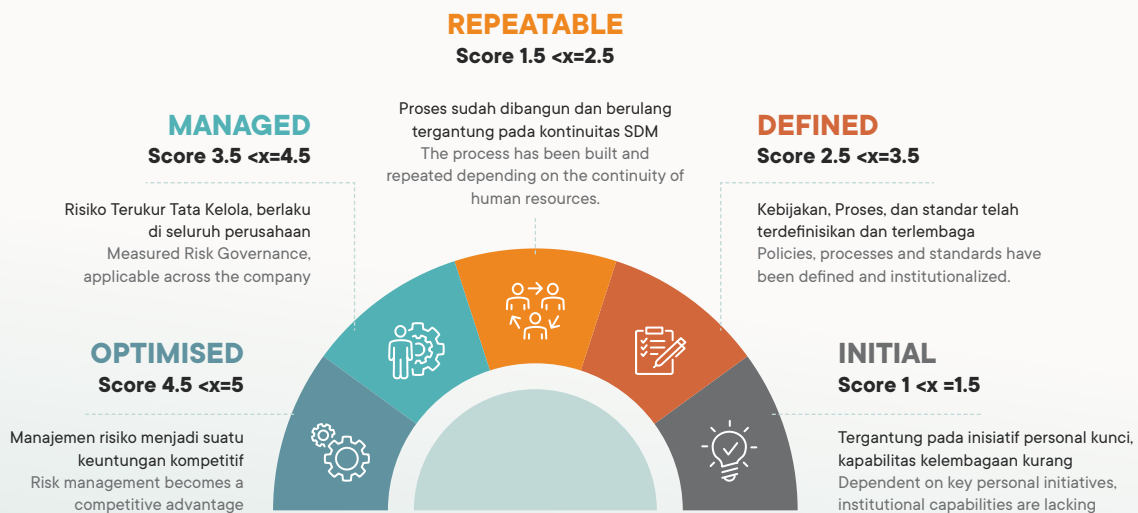 REPEATABLE
Score 1.5 <x=2.5
Proses sudah dibangun dan berulang
tergantung pada kontinuitas SDM
The process has been built and
repeated depending on the continuity of
human resources.
MANAGED
Score 3.5 <x=4.5
Risiko Terukur Tata Kelola, berlaku
di seluruh perusahaan
Measured Risk Governance,
applicable across the company
DEFINED
Score 2.5 <x=3.5
Kebijakan, Proses, dan standar telah
terdefinisikan dan terlembaga
Policies, processes and standards have
been defined and institutionalized.
OPTIMISED
Score 4.5 <x=5
Manajemen risiko menjadi suatu
keuntungan kompetitif
Risk management becomes a
competitive advantage
INITIAL
Score 1 <x =1.5
Tergantung pada inisiatif personal kunci,
kapabilitas kelembagaan kurang
Dependent on key personal initiatives,
institutional capabilities are lacking